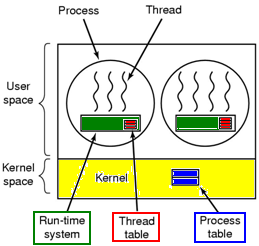 Process
Thread
User
space
Kernel
space
Kernel
Run-time
system
Thread
table
Process
table